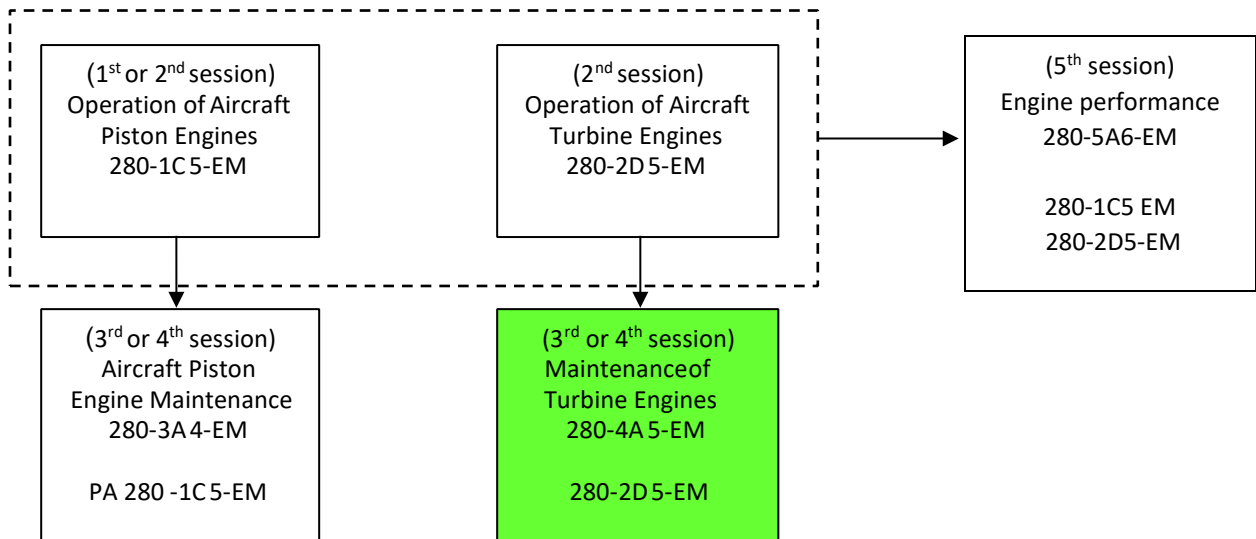 (1st or 2nd session)
Operation of Aircraft
Piston Engines
280-1C5-EM
(2nd session)
Operation of Aircraft
Turbine Engines
280-2D5-EM
(5th session)
Engine performance
280-5A6-EM
280-1C5 EM
280-2D5-EM
(3rd or 4th session)
Aircraft Piston
Engine Maintenance
280-3A4-EM
PA 280 -1C5-EM
(3rd or 4th session)
Maintenanceof
Turbine Engines
280-4A5-EM
280-2D5-EM